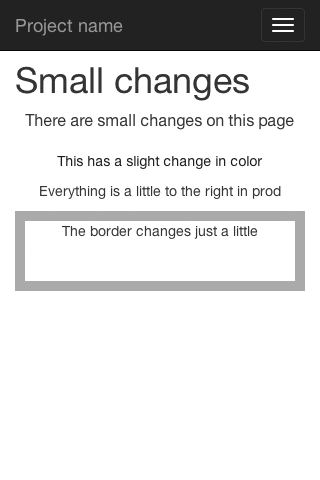 Project name
Small changes
There are small changes on this page
This has a slight change in color
Everything is a little to the right in prod
The border changes just a little